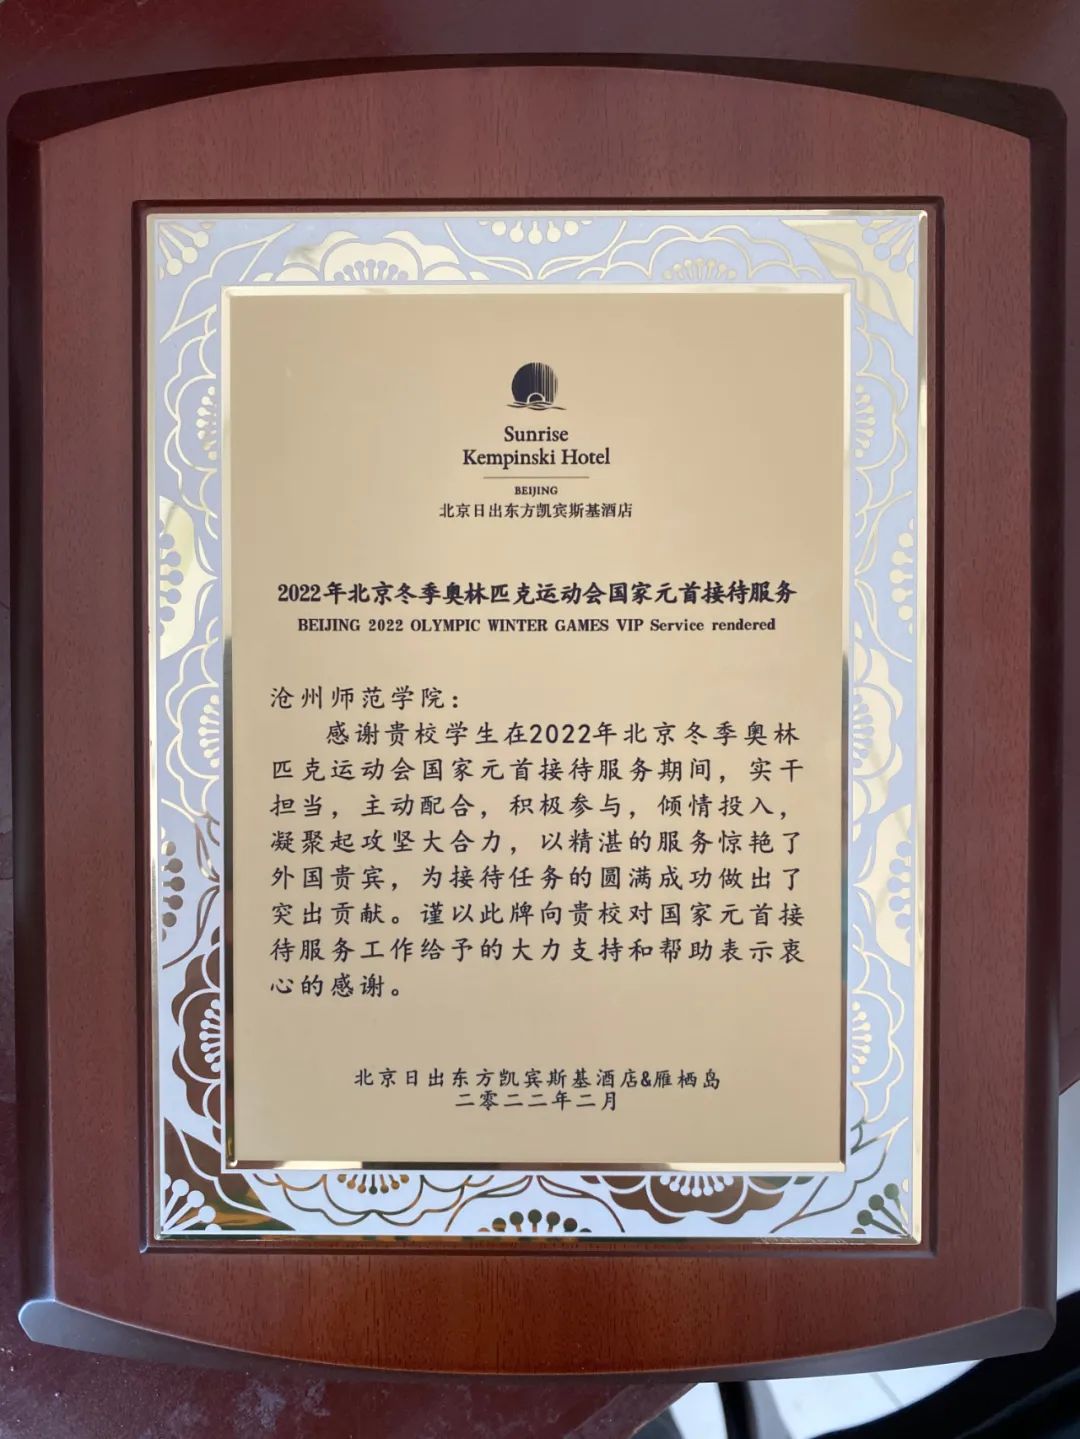 Sunrise
Kempinski Hotel
BEIJING
北京日出东方凯宾斯基酒店
2022年北京冬季奥林匹克运动会国家元首接待服务
BEIJING 2022 OLYMPIC WINTER GAMES VIP Service rendered
沧州师范学院：
感谢贵校学生在2022年北京冬季奥林
匹克运动会国家元首接待服务期间，实干
担当，主动配合，积极参与，倾情投入，
凝聚起攻坚大合力，以精湛的服务惊艳了
外国贵宾，为接待任务的圆满成功做出了
突出贡献。谨以此牌向贵校对国家元首接
待服务工作给予的大力支持和帮助表示衷
心的感谢。
北京日出东方凯宾斯基酒店&雁栖岛
二零二二年二月